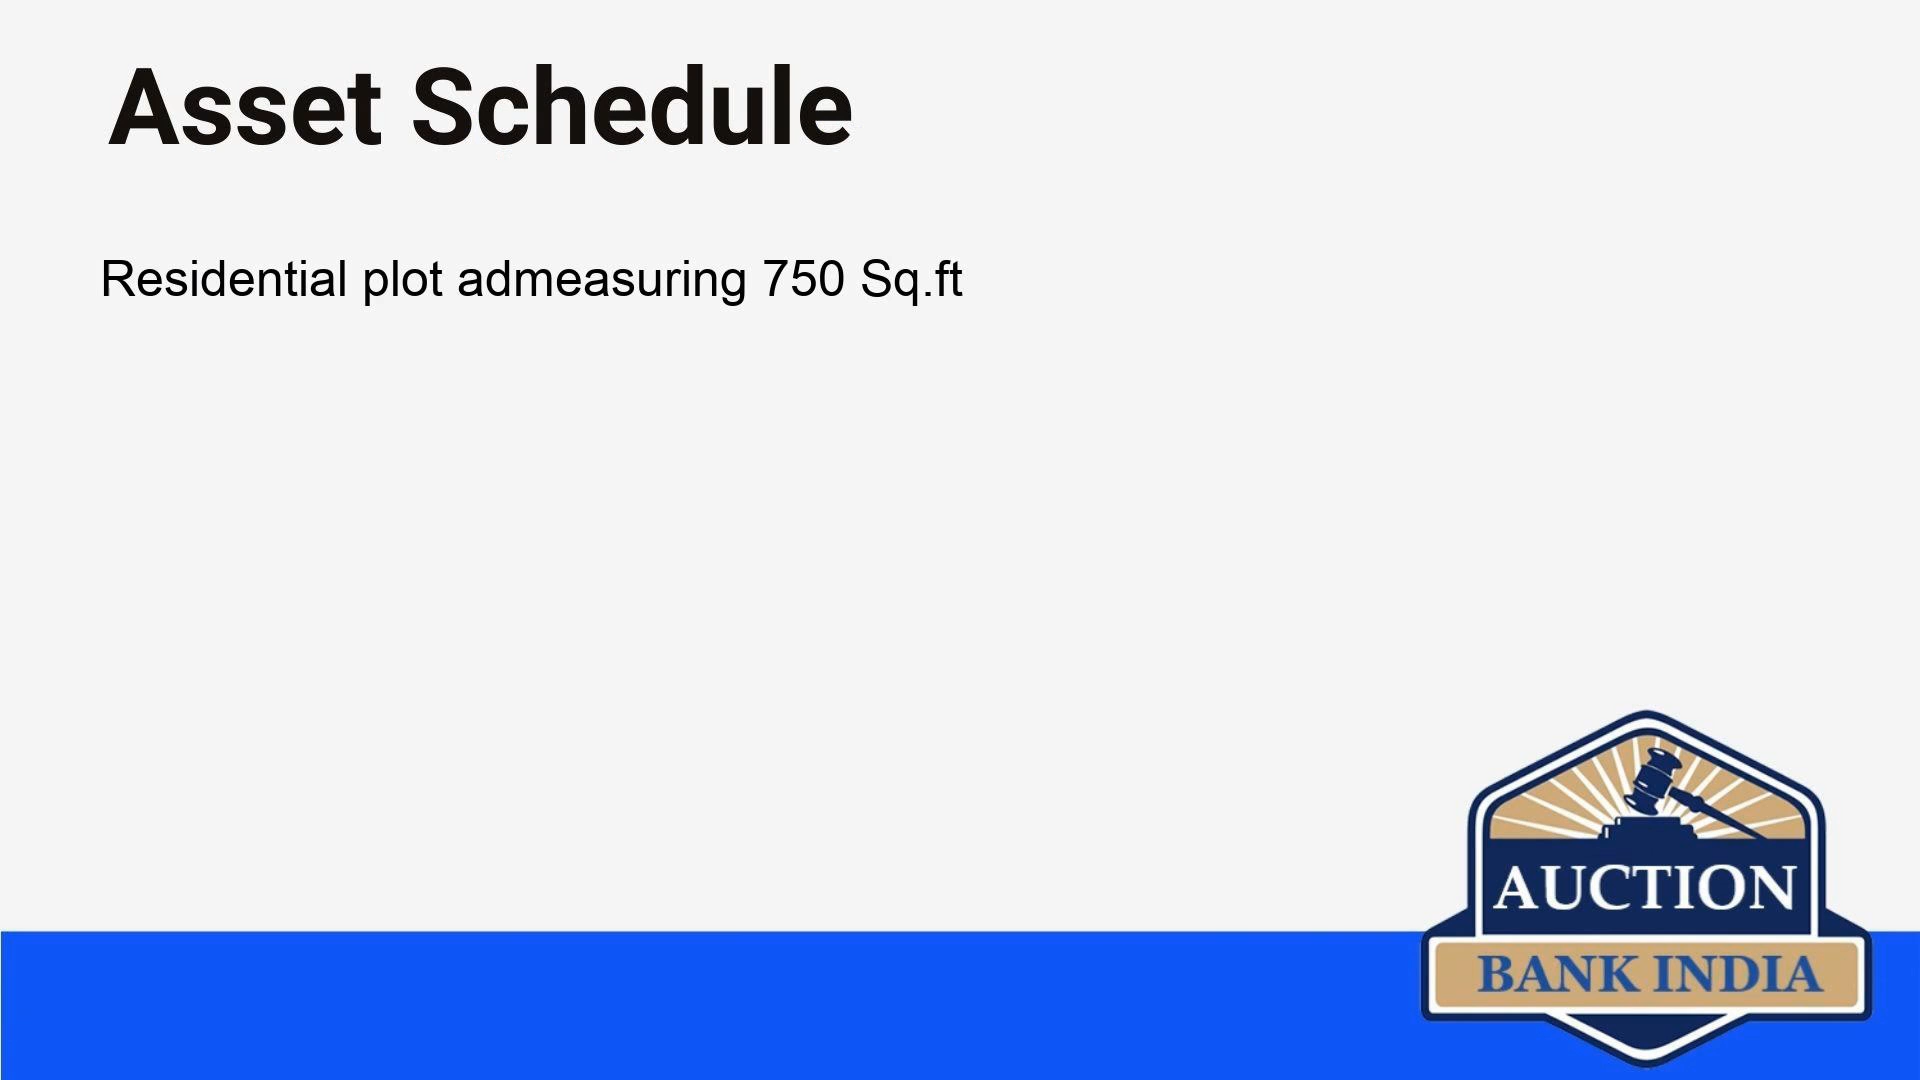 Asset Schedule
Residential plot admeasuring 750 Sq.ft
AUCTION
BANK INDIA